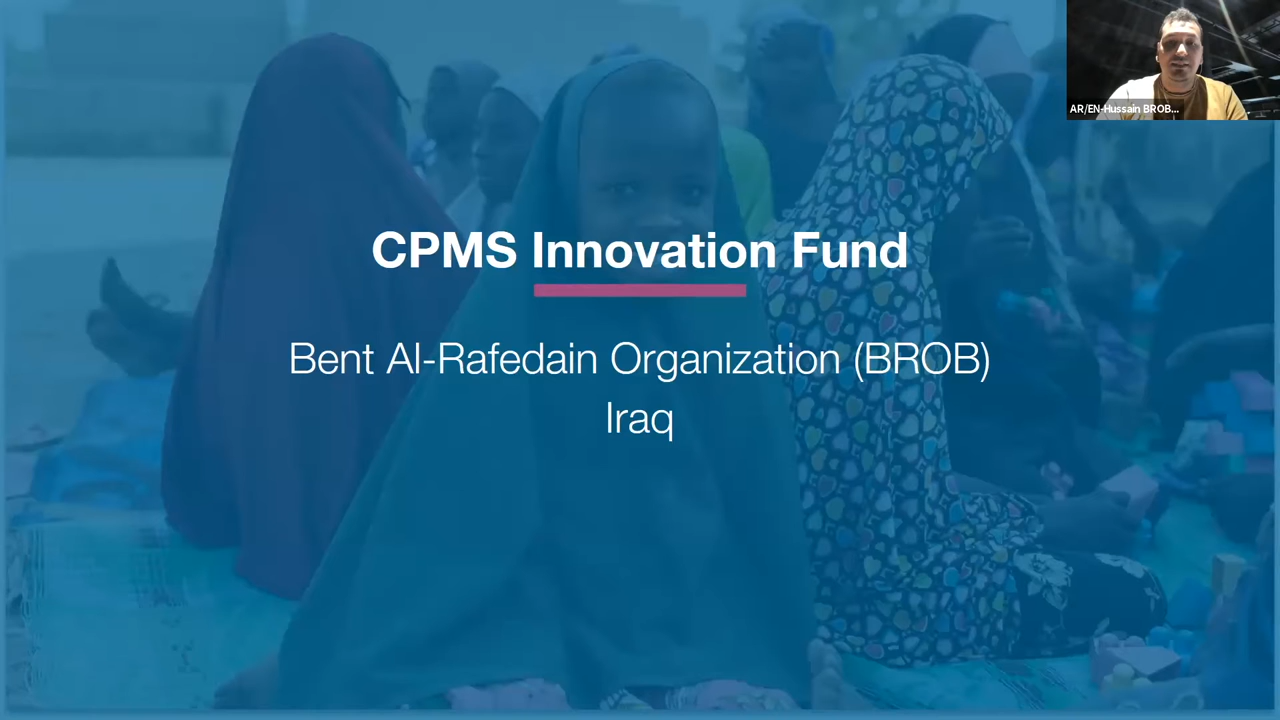 AR/EN-Hussain BROB...
CPMS Innovation Fund
Bent Al-Rafedain Organization (BROB)
Iraq